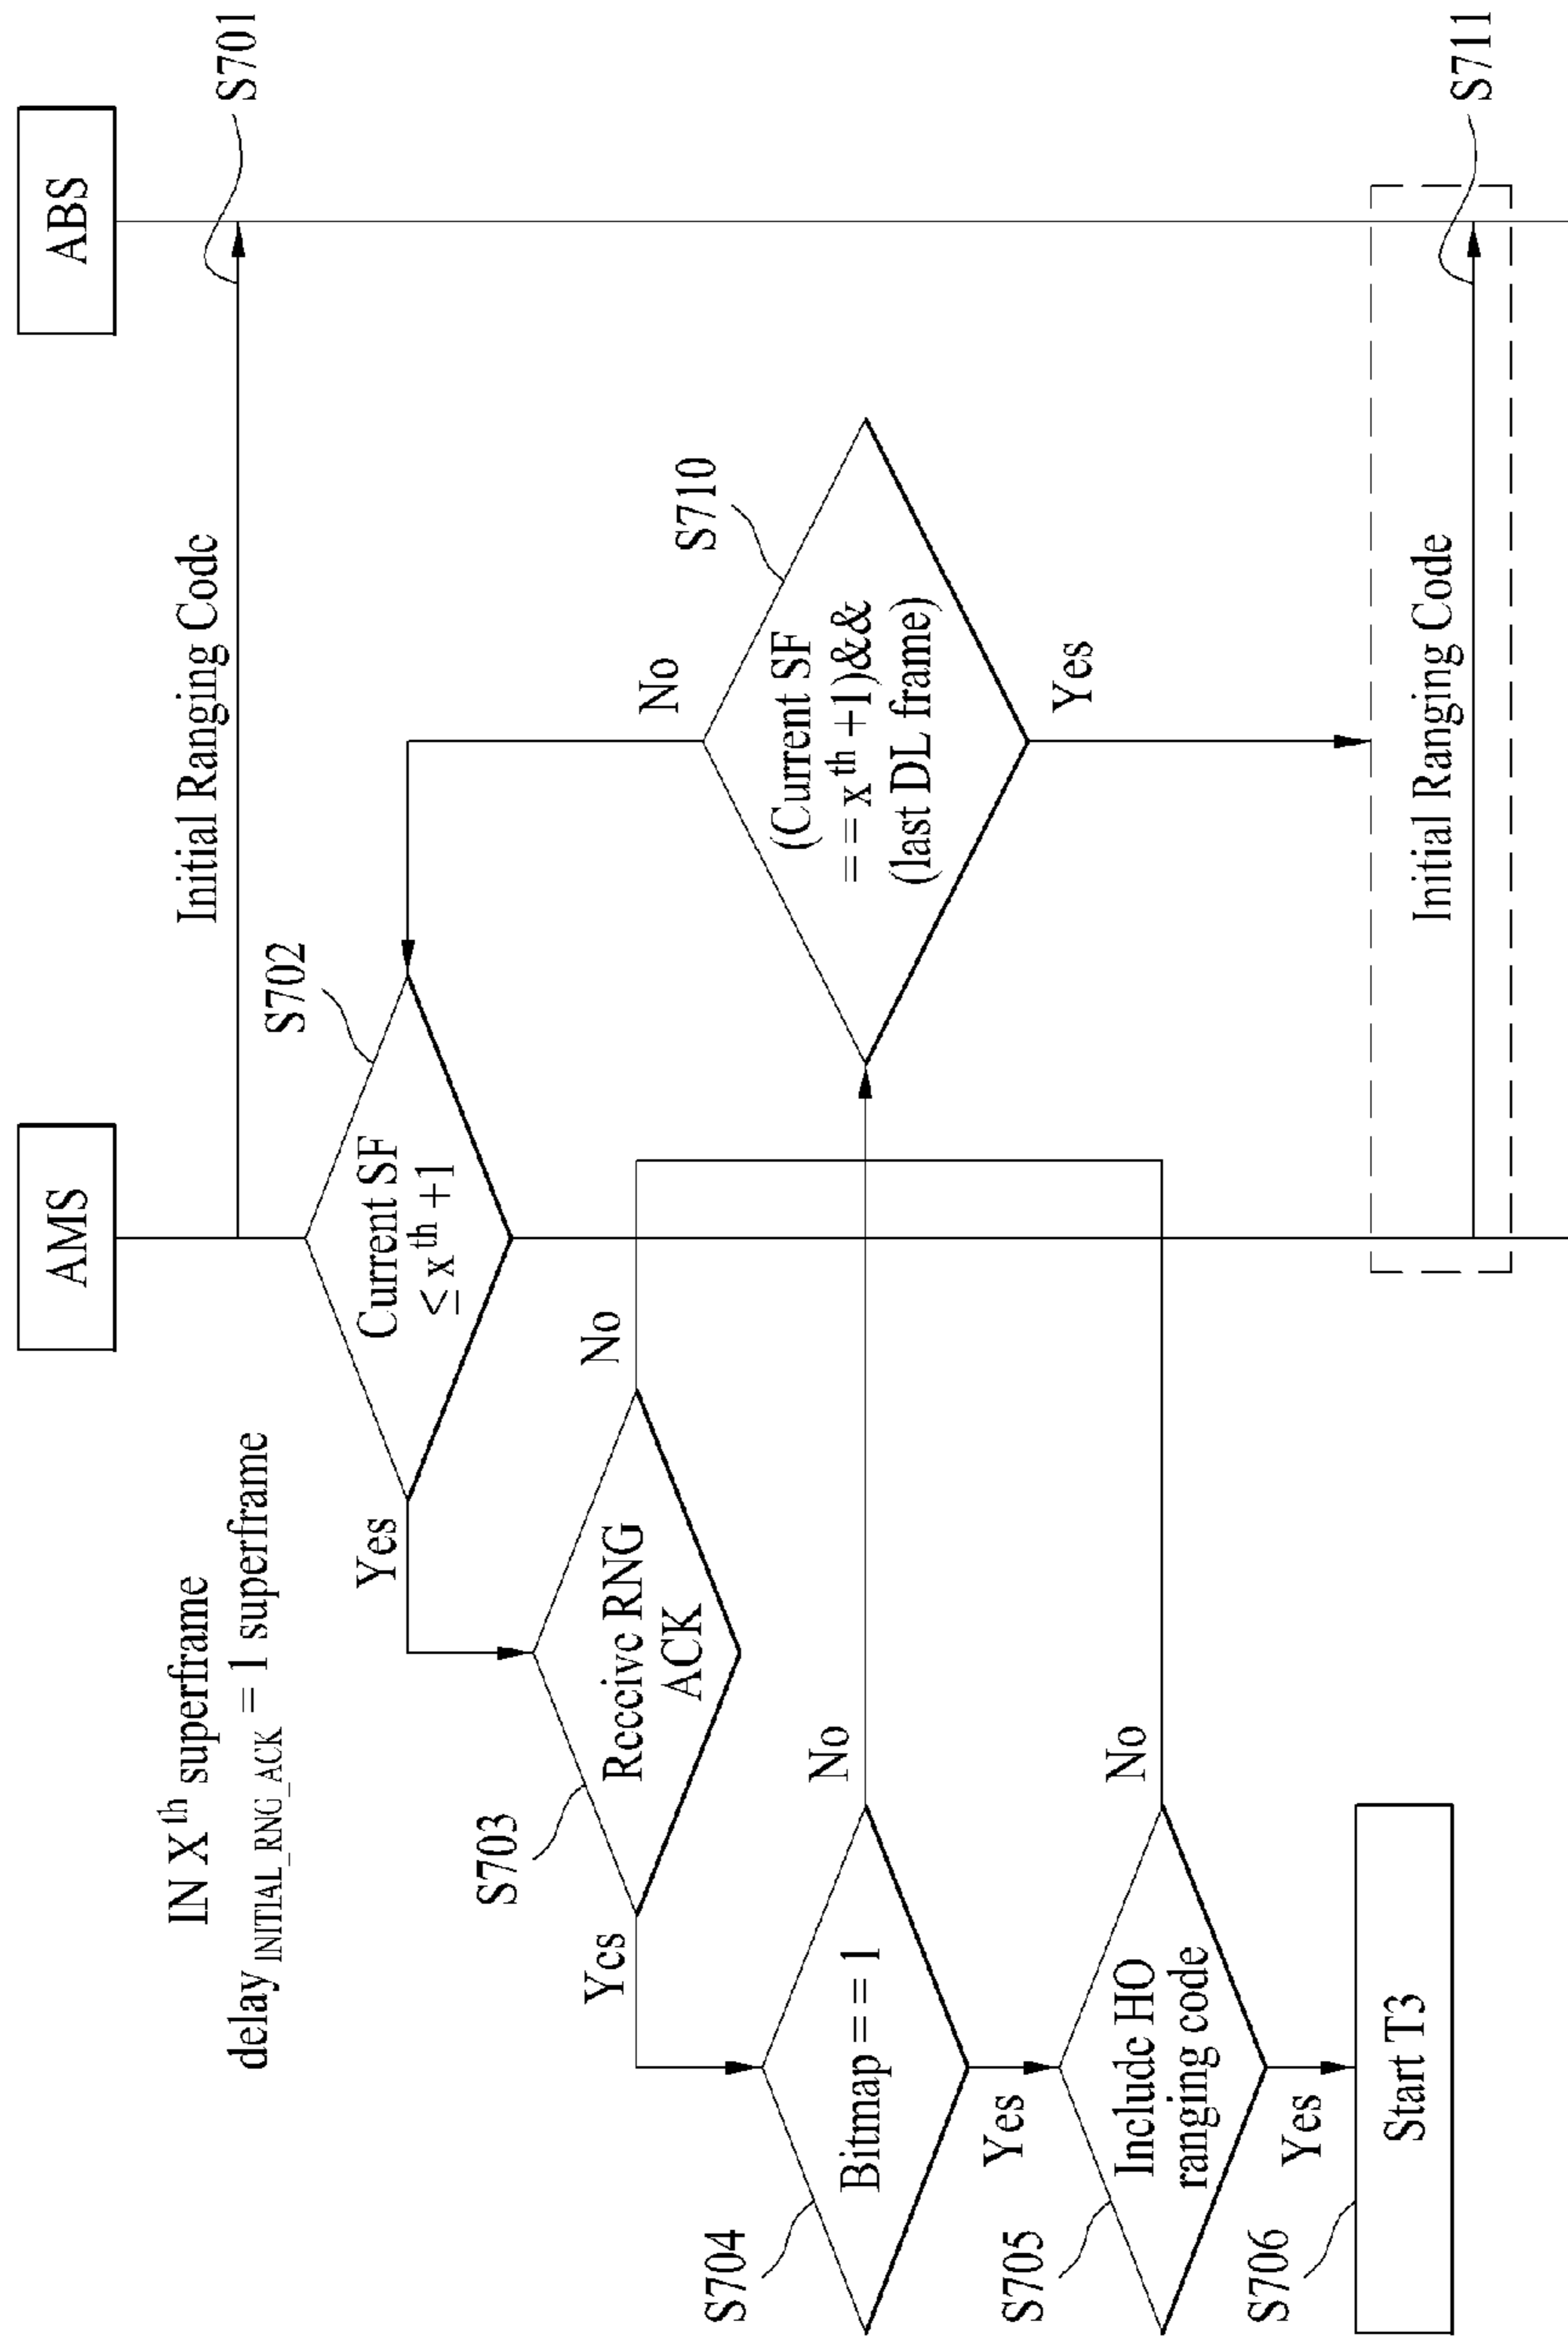 AMS
ABS
IN X^th superframe
delay INITIAL_RNG_ACK = 1 superframe
Initial Ranging Code
S701
S702
Current SF
≤ x^th +1
Yes
S703
Receive RNG
ACK
No
Yes
S704
Bitmap == 1
No
S710
(Current SF
== x^th +1)&&
(last DL frame)
No
Yes
Yes
S705
Include HO
ranging code
No
Yes
S706
Start T3
Initial Ranging Code
S711